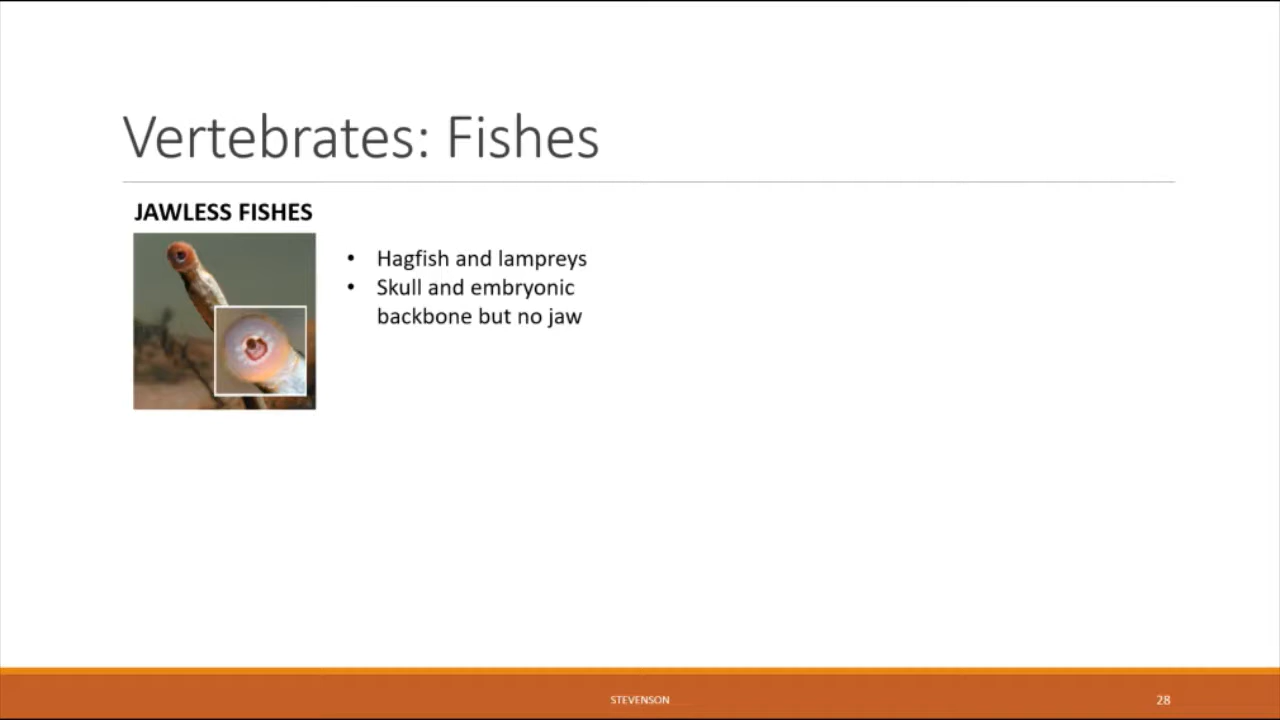 Vertebrates: Fishes
JAWLESS FISHES
• Hagfish and lampreys
• Skull and embryonic
backbone but no jaw
STEVENSON
28